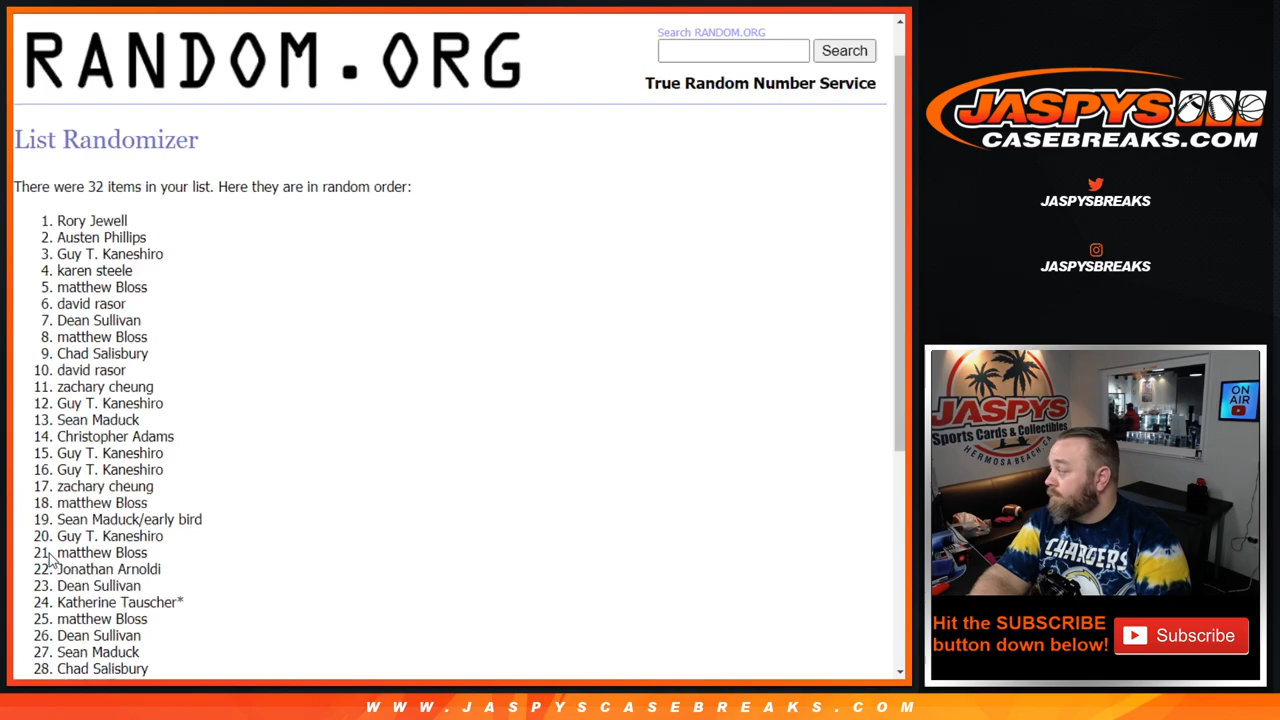 RANDOM.ORG
Search RANDOM.ORG
Search
True Random Number Service
List Randomizer
There were 32 items in your list. Here they are in random order:
1. Rory Jewell
2. Austen Phillips
3. Guy T. Kaneshiro
4. karen steele
5. matthew Bloss
6. david rasor
7. Dean Sullivan
8. matthew Bloss
9. Chad Salisbury
10. david rasor
11. zachary cheung
12. Guy T. Kaneshiro
13. Sean Maduck
14. Christopher Adams
15. Guy T. Kaneshiro
16. Guy T. Kaneshiro
17. zachary cheung
18. matthew Bloss
19. Sean Maduck/early bird
20. Guy T. Kaneshiro
21. matthew Bloss
22. Jonathan Arnoldi
23. Dean Sullivan
24. Katherine Tauscher*
25. matthew Bloss
26. Dean Sullivan
27. Sean Maduck
28. Chad Salisbury
JASPYS
CASEBREAKS.COM
JASPYSBREAKS
JASPYSBREAKS
JASPYS
Sports Cards & Collectibles
HERMOSA BEACH, CA
ON
AIR
CHARGERS
Hit the SUBSCRIBE
button down below!
Subscribe
WWW.JASPYSCASEBREAKS.COM